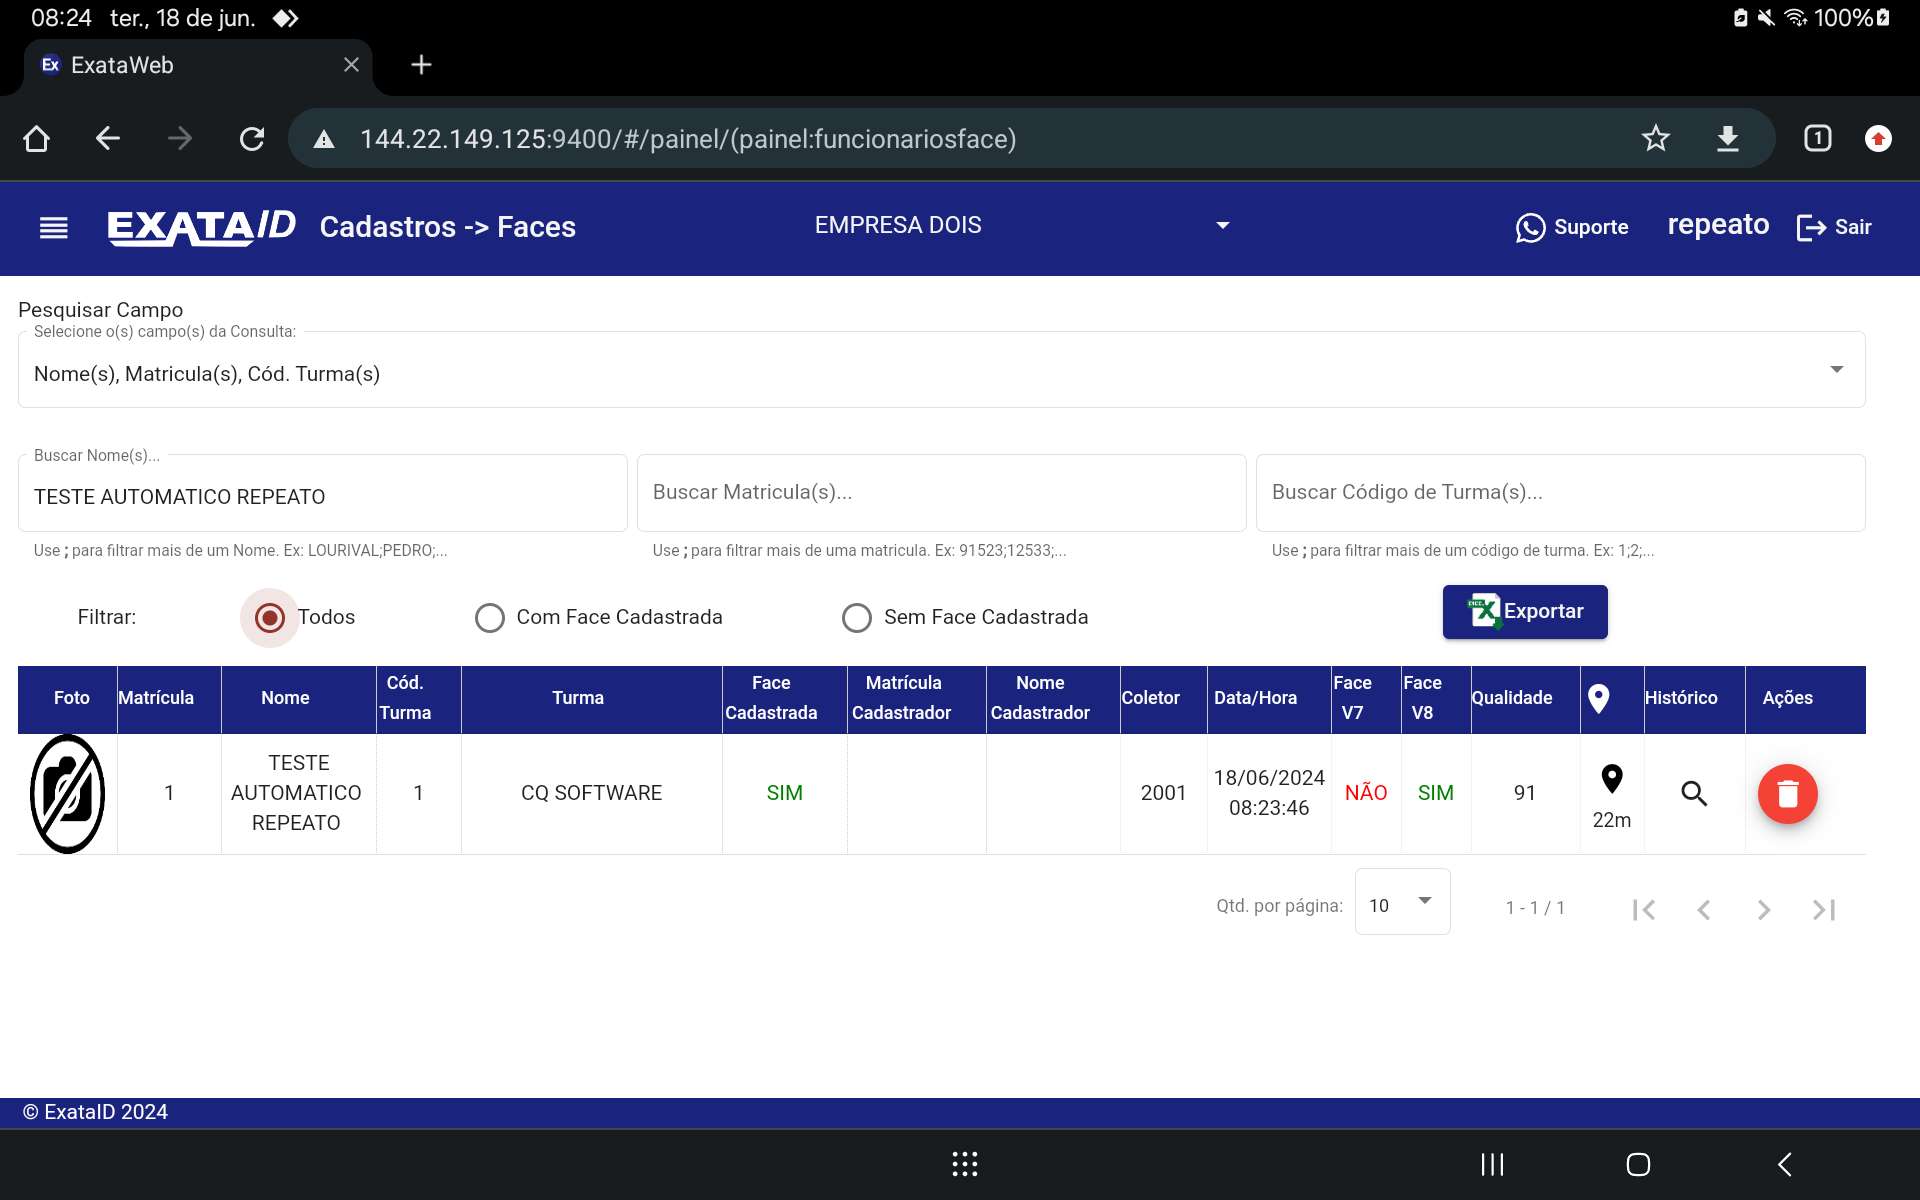 08:24 ter., 18 de jun. 100%
Ex ExataWeb
144.22.149.125:9400/#/painel/(painel:funcionariosface) 1
EXATAID Cadastros -> Faces EMPRESA DOIS Suporte repeato Sair
Pesquisar Campo
Selecione o(s) campo(s) da Consulta:
Nome(s), Matricula(s), Cód. Turma(s)
Buscar Nome(s)...
TESTE AUTOMATICO REPEATO Buscar Matricula(s)... Buscar Código de Turma(s)...
Use ; para filtrar mais de um Nome. Ex: LOURIVAL;PEDRO;... Use ; para filtrar mais de uma matricula. Ex: 91523;12533;... Use ; para filtrar mais de um código de turma. Ex: 1;2;...
Filtrar: Todos Com Face Cadastrada Sem Face Cadastrada Exportar
Foto Matrícula Nome Cód. Turma Turma Face Cadastrada Matrícula Cadastrador Nome Cadastrador Coletor Data/Hora Face V7 Face V8 Qualidade Histórico Ações
1 TESTE AUTOMATICO REPEATO 1 CQ SOFTWARE SIM 2001 18/06/2024 08:23:46 NÃO SIM 91 22m
Qtd. por página: 10 1 - 1 / 1
© ExataID 2024